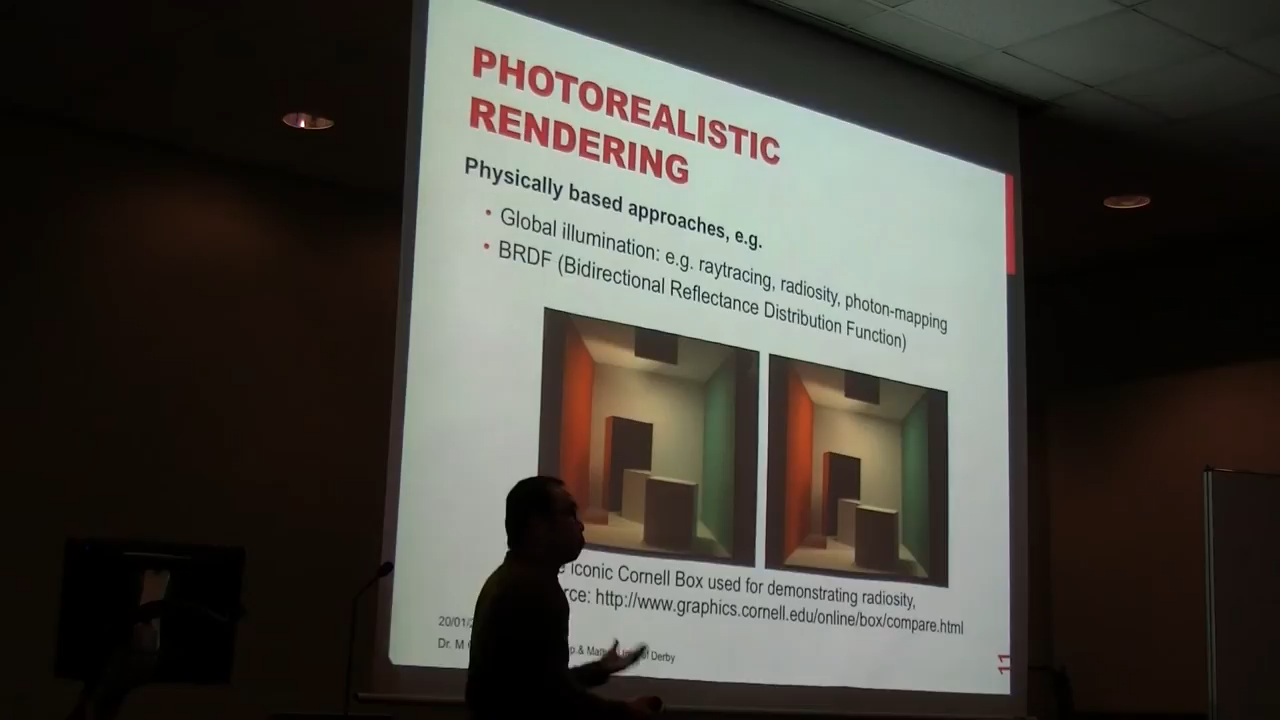 PHOTOREALISTIC
RENDERING
Physically based approaches, e.g.
• Global illumination: e.g. raytracing, radiosity, photon-mapping
• BRDF (Bidirectional Reflectance Distribution Function)
iconic Cornell Box used for demonstrating radiosity,
http://www.graphics.cornell.edu/online/box/compare.html
20/01/
Dr. M
Derby
11